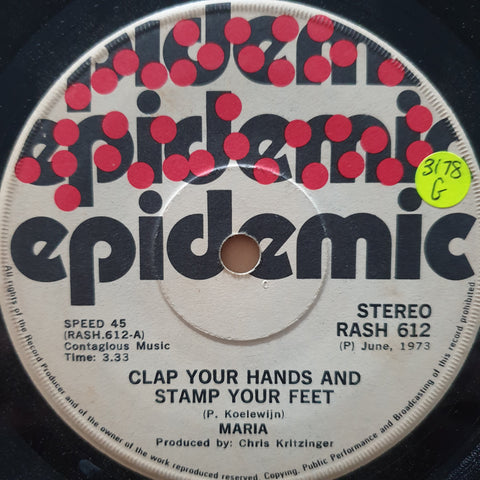 epidemic
epidemic
epidemic
3178
G
SPEED 45
(RASH.612-A)
Contagious Music
Time: 3.33
STEREO
RASH 612
(P) June, 1973
CLAP YOUR HANDS AND
STAMP YOUR FEET
(P. Koelewijn)
MARIA
Produced by: Chris Kritzinger
All rights of the Record Producer and of the owner of the work reproduced reserved. Copying, Public Performance and Broadcasting of this record prohibited